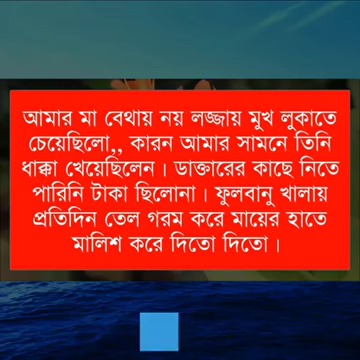 আমার মা বেথায় নয় লজ্জায় মুখ লুকাতে
চেয়েছিলো,, কারন আমার সামনে তিনি
ধাক্কা খেয়েছিলেন। ডাক্তারের কাছে নিতে
পারিনি টাকা ছিলোনা। ফুলবানু খালায়
প্রতিদিন তেল গরম করে মায়ের হাতে
মালিশ করে দিতো দিতো।